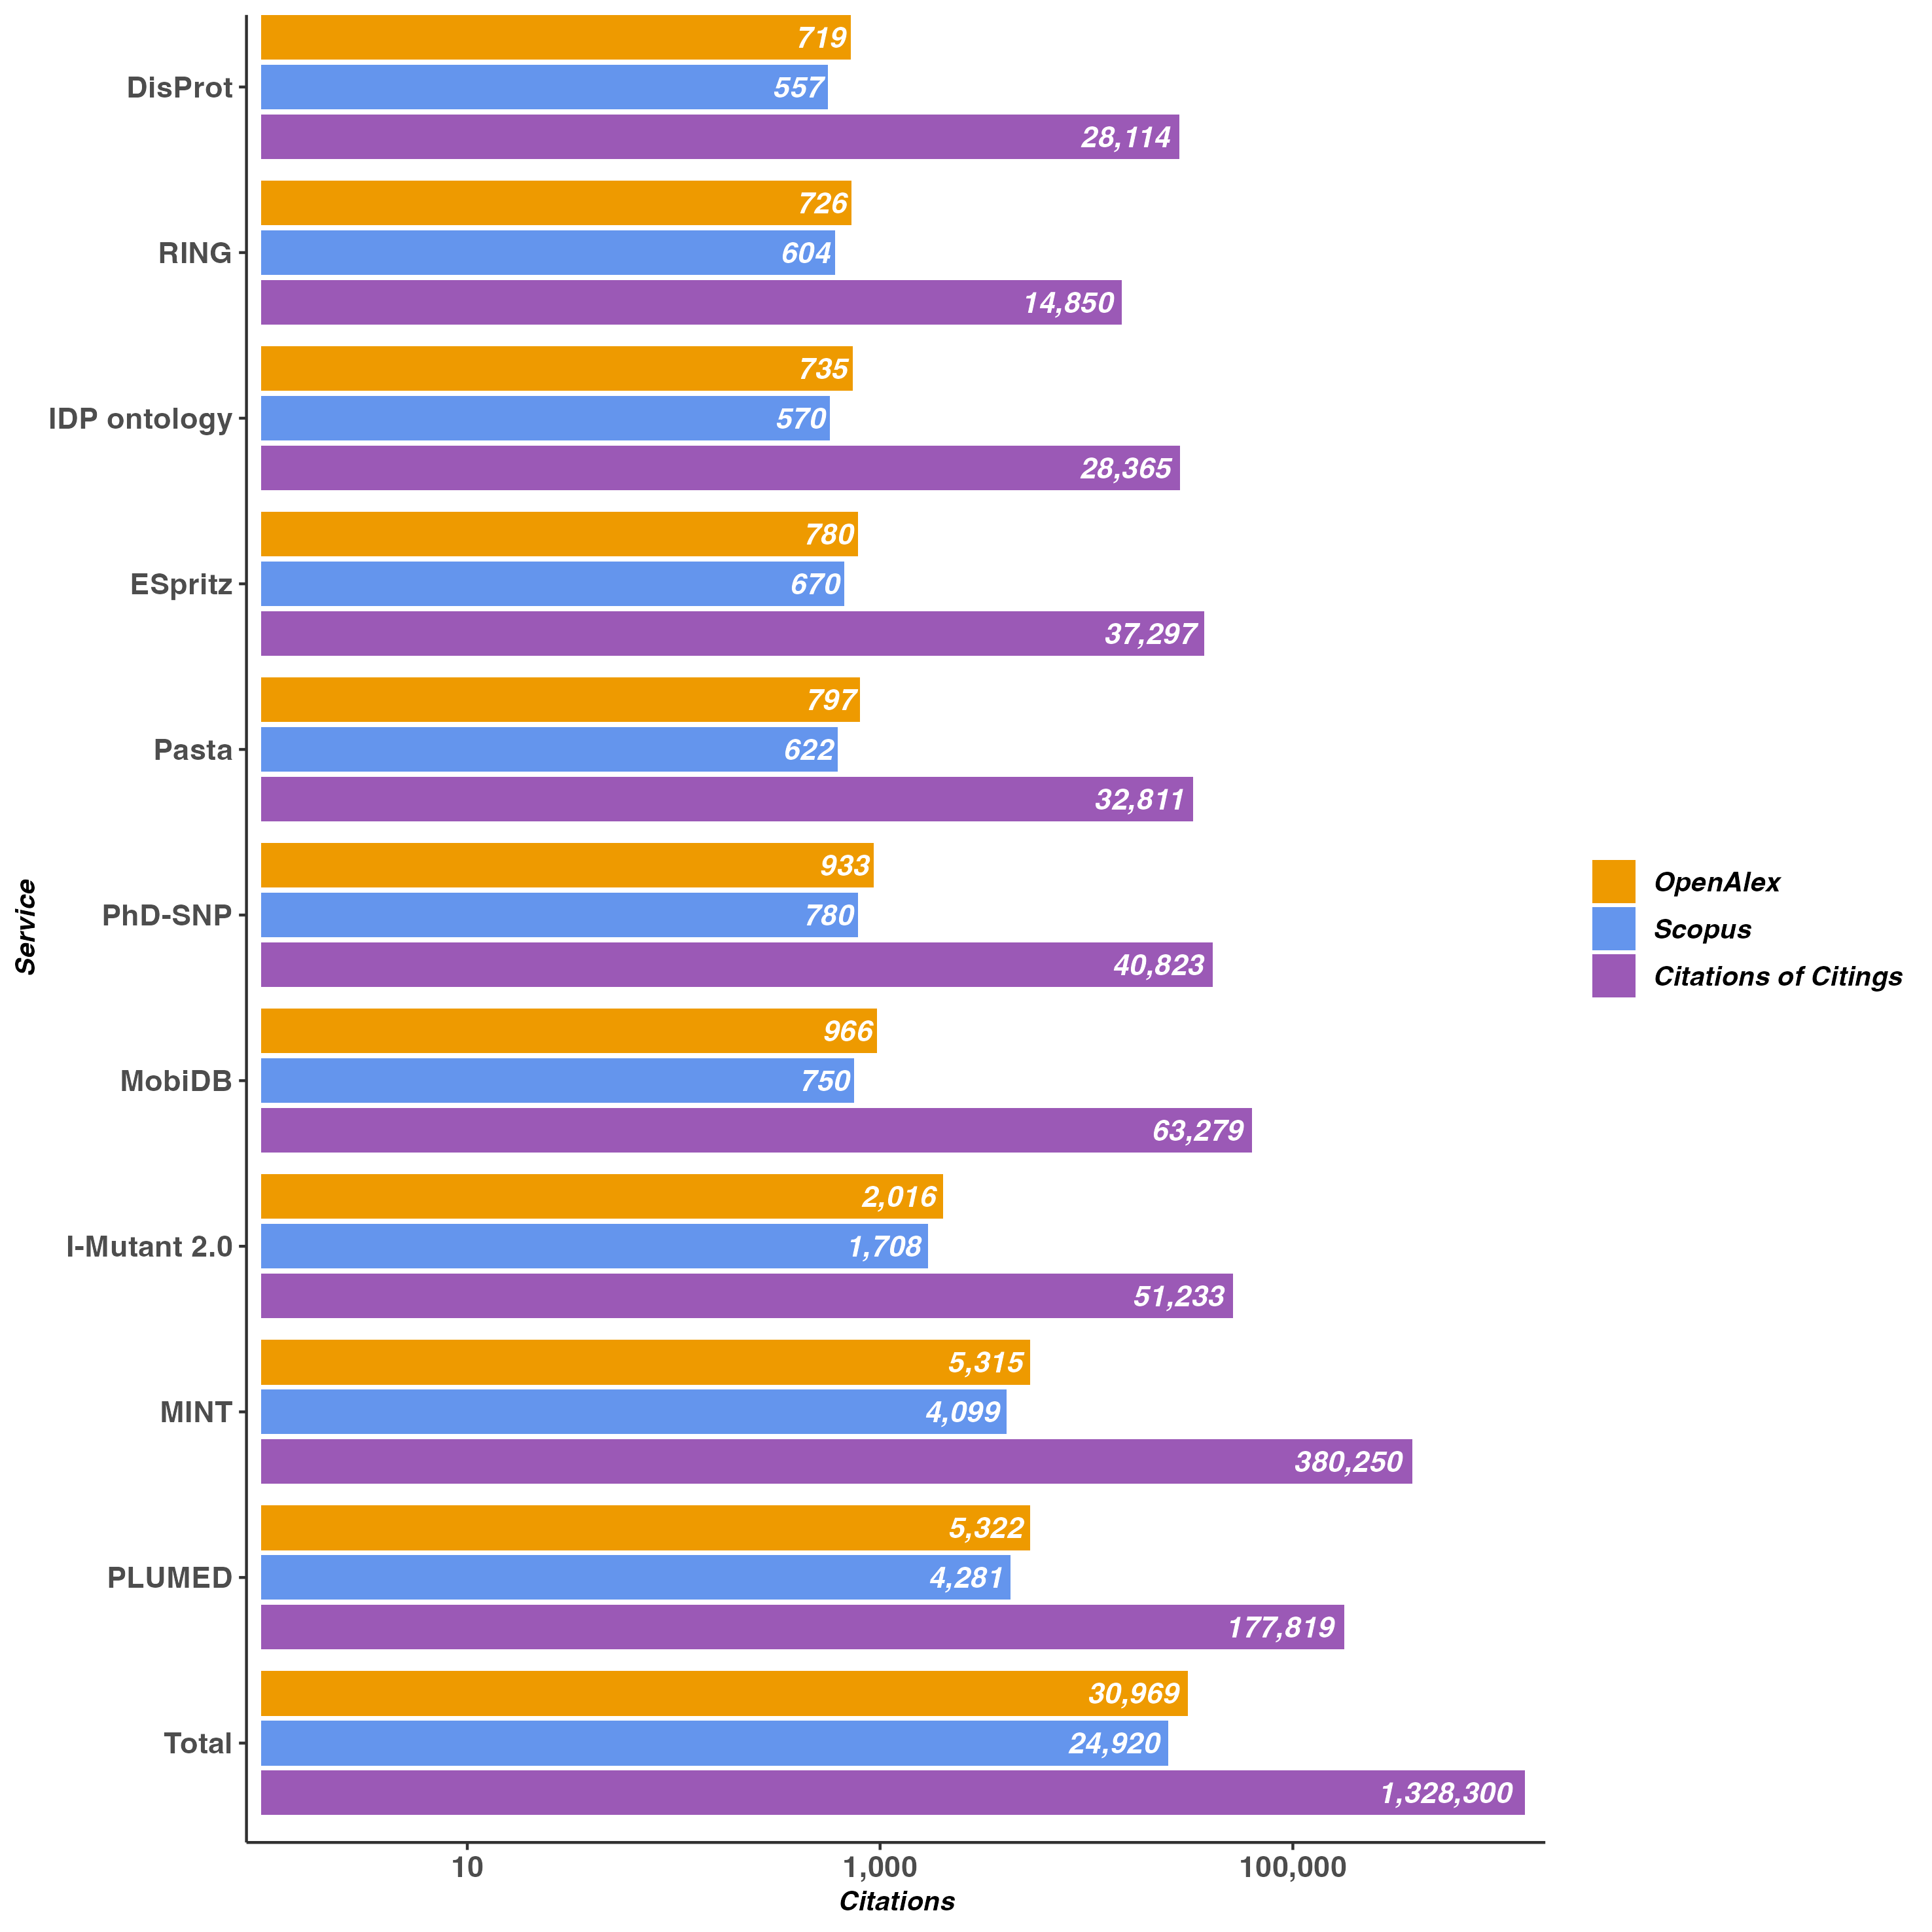 719
DisProt
557
28,114
726
RING
604
14,850
735
IDP ontology
570
28,365
780
ESpritz
670
37,297
797
Pasta
622
32,811
933
PhD-SNP
780
40,823
966
MobiDB
750
63,279
2,016
I-Mutant 2.0
1,708
51,233
5,315
MINT
4,099
380,250
5,322
PLUMED
4,281
177,819
30,969
Total
24,920
1,328,300
Service
10
1,000
100,000
Citations
OpenAlex
Scopus
Citations of Citings